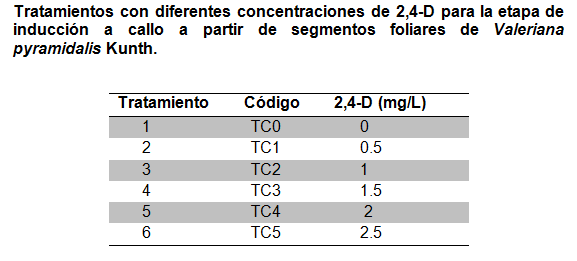 Tratamientos con diferentes concentraciones de 2,4-D para la etapa de
inducción a callo a partir de segmentos foliares de Valeriana
pyramidalis Kunth.
Tratamiento Código 2,4-D (mg/L)
1 TC0 0
2 TC1 0.5
3 TC2 1
4 TC3 1.5
5 TC4 2
6 TC5 2.5